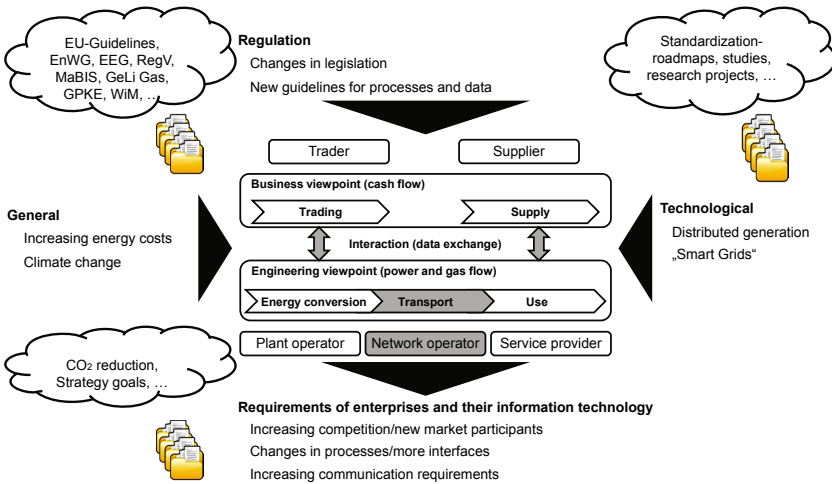 EU-Guidelines,
EnWG, EEG, RegV,
MaBIS, GeLi Gas,
GPKE, WiM, …
Regulation
Changes in legislation
New guidelines for processes and data
Standardization-
roadmaps, studies,
research projects, …
Trader
Supplier
Business viewpoint (cash flow)
Trading
Supply
General
Increasing energy costs
Climate change
Interaction (data exchange)
Technological
Distributed generation
„Smart Grids“
Engineering viewpoint (power and gas flow)
Energy conversion
Transport
Use
Plant operator
Network operator
Service provider
CO2 reduction,
Strategy goals, …
Requirements of enterprises and their information technology
Increasing competition/new market participants
Changes in processes/more interfaces
Increasing communication requirements